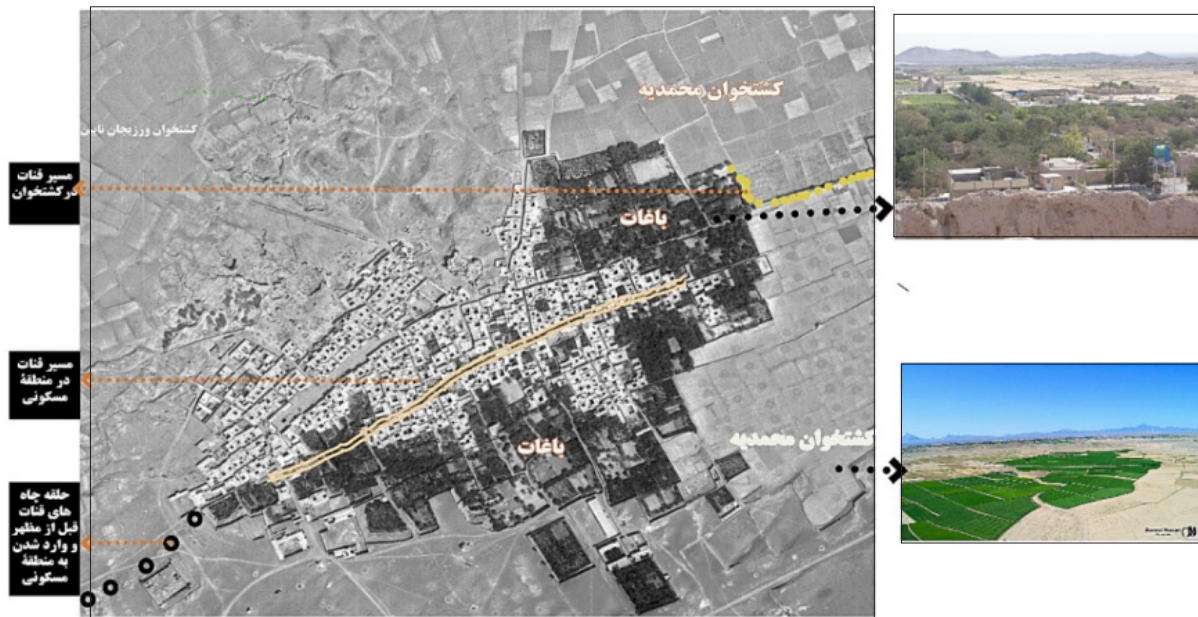 کشتخوان محمدیه
کشتخوان ورزیجان نایین
مسیر قنات
در کشتخوان
باغات
مسیر قنات
در منطقهٔ
مسکونی
باغات
کشتخوان محمدیه
حلقه چاه
های قنات
قبل از مظهر
و وارد شدن
به منطقهٔ
مسکونی